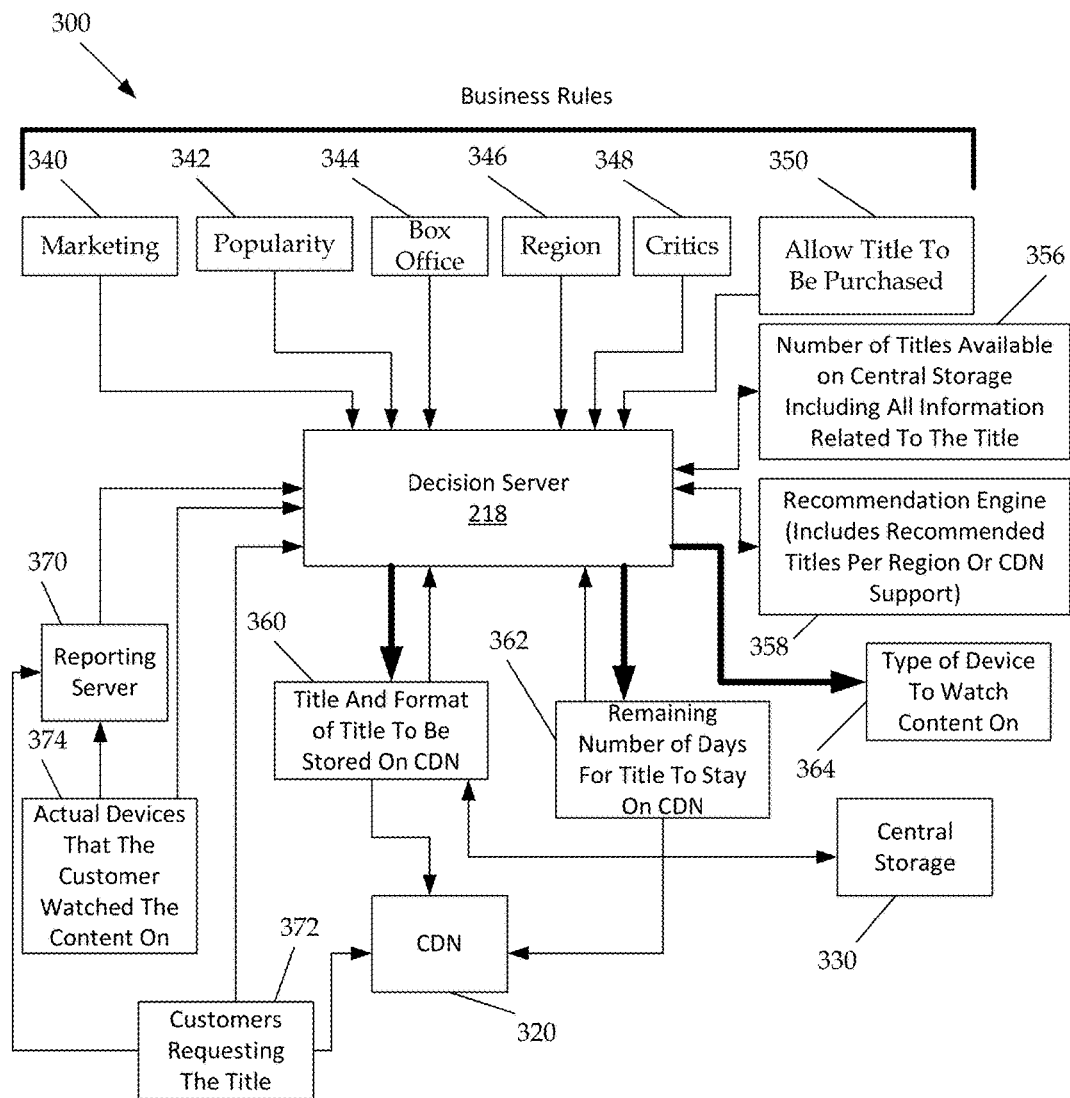 300
Business Rules
340
342
344
346
348
350
Marketing
Popularity
Box
Office
Region
Critics
Allow Title To
Be Purchased
356
Number of Titles Available
on Central Storage
Including All Information
Related To The Title
Decision Server
218
Recommendation Engine
(Includes Recommended
Titles Per Region Or CDN
Support)
358
370
Reporting
Server
360
Title And Format
of Title To Be
Stored On CDN
362
Remaining
Number of Days
For Title To Stay
On CDN
Type of Device
To Watch
Content On
364
374
Actual Devices
That The
Customer
Watched The
Content On
Central
Storage
330
372
CDN
320
Customers
Requesting
The Title